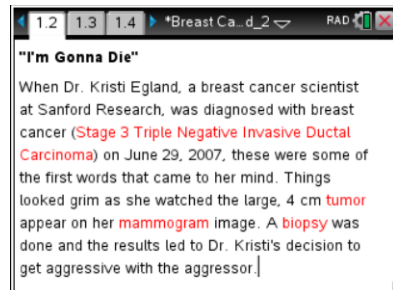 1.2 1.3 1.4 *Breast Ca...d_2 RAD
"I'm Gonna Die"
When Dr. Kristi Egland, a breast cancer scientist
at Sanford Research, was diagnosed with breast
cancer (Stage 3 Triple Negative Invasive Ductal
Carcinoma) on June 29, 2007, these were some of
the first words that came to her mind. Things
looked grim as she watched the large, 4 cm tumor
appear on her mammogram image. A biopsy was
done and the results led to Dr. Kristi's decision to
get aggressive with the aggressor.